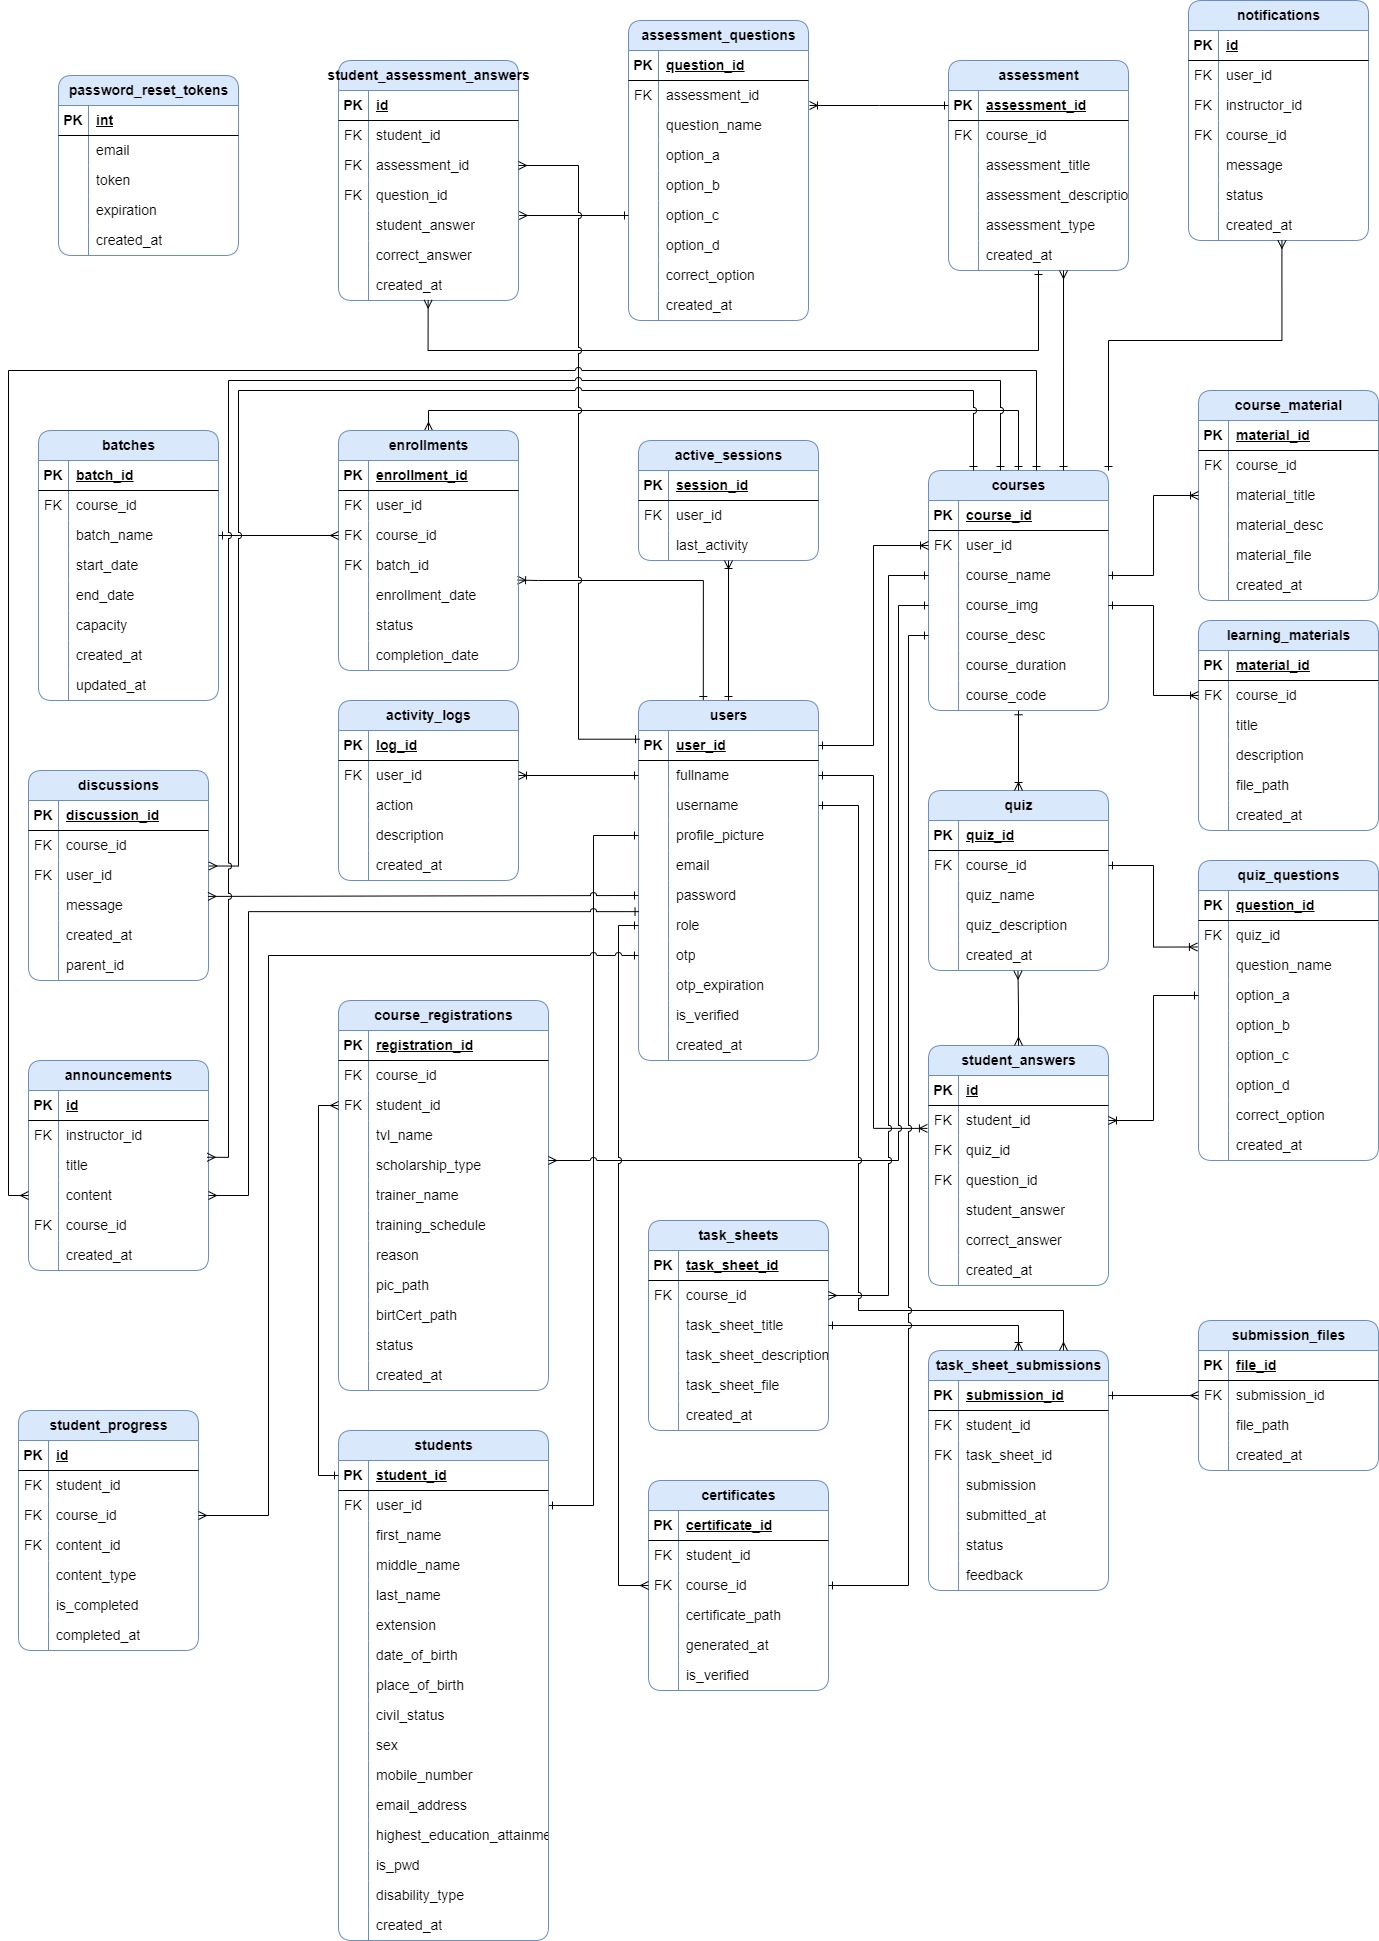 notifications
PK id
FK user_id
FK instructor_id
FK course_id
message
status
created_at
assessment_questions
PK question_id
FK assessment_id
question_name
option_a
option_b
option_c
option_d
correct_option
created_at
student_assessment_answers
PK id
FK student_id
FK assessment_id
FK question_id
student_answer
correct_answer
created_at
assessment
PK assessment_id
FK course_id
assessment_title
assessment_descriptio
assessment_type
created_at
password_reset_tokens
PK int
email
token
expiration
created_at
course_material
PK material_id
FK course_id
material_title
material_desc
material_file
created_at
batches
PK batch_id
FK course_id
batch_name
start_date
end_date
capacity
created_at
updated_at
enrollments
PK enrollment_id
FK user_id
FK course_id
FK batch_id
enrollment_date
status
completion_date
active_sessions
PK session_id
FK user_id
last_activity
courses
PK course_id
FK user_id
course_name
course_img
course_desc
course_duration
course_code
learning_materials
PK material_id
FK course_id
title
description
file_path
created_at
activity_logs
PK log_id
FK user_id
action
description
created_at
users
PK user_id
fullname
username
profile_picture
email
password
role
otp
otp_expiration
is_verified
created_at
discussions
PK discussion_id
FK course_id
FK user_id
message
created_at
parent_id
quiz
PK quiz_id
FK course_id
quiz_name
quiz_description
created_at
quiz_questions
PK question_id
FK quiz_id
question_name
option_a
option_b
option_c
option_d
correct_option
created_at
course_registrations
PK registration_id
FK course_id
FK student_id
tvl_name
scholarship_type
trainer_name
training_schedule
reason
pic_path
birtCert_path
status
created_at
student_answers
PK id
FK student_id
FK quiz_id
FK question_id
student_answer
correct_answer
created_at
announcements
PK id
FK instructor_id
title
content
FK course_id
created_at
task_sheets
PK task_sheet_id
FK course_id
task_sheet_title
task_sheet_description
task_sheet_file
created_at
submission_files
PK file_id
FK submission_id
file_path
created_at
task_sheet_submissions
PK submission_id
FK student_id
FK task_sheet_id
submission
submitted_at
status
feedback
student_progress
PK id
FK student_id
FK course_id
FK content_id
content_type
is_completed
completed_at
students
PK student_id
FK user_id
first_name
middle_name
last_name
extension
date_of_birth
place_of_birth
civil_status
sex
mobile_number
email_address
highest_education_attainme
is_pwd
disability_type
created_at
certificates
PK certificate_id
FK student_id
FK course_id
certificate_path
generated_at
is_verified